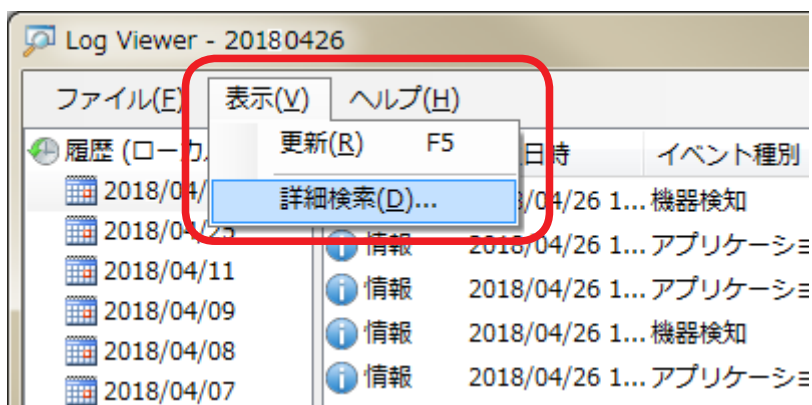 Log Viewer - 20180426
ファイル(F) 表示(V) ヘルプ(H)
更新(R) F5
詳細検索(D)...
履歴 (ローカ
日時 イベント種別
2018/04/
/04/26 1... 機器検知
2018/04/25
情報 2018/04/26 1... アプリケーショ
2018/04/11
情報 2018/04/26 1... アプリケーショ
2018/04/09
情報 2018/04/26 1... 機器検知
2018/04/08
情報 2018/04/26 1... アプリケーショ
2018/04/07